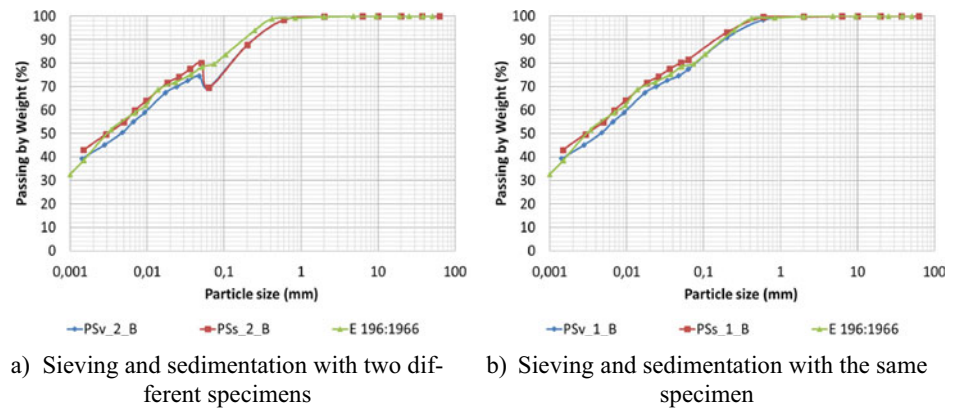 Passing by Weight (%)
100
90
80
70
60
50
40
30
20
10
0
0,001 0,01 0,1 1 10 100
Particle size (mm)
PSv_2_B PSs_2_B E 196:1966
a) Sieving and sedimentation with two dif-
ferent specimens
Passing by Weight (%)
100
90
80
70
60
50
40
30
20
10
0
0,001 0,01 0,1 1 10 100
Particle size (mm)
PSv_1_B PSs_1_B E 196:1966
b) Sieving and sedimentation with the same
specimen